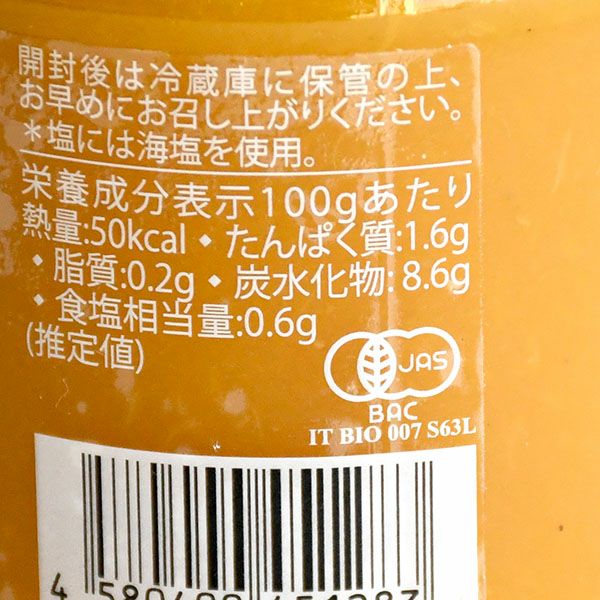 開封後は冷蔵庫に保管の上、
お早めにお召し上がりください。
＊塩には海塩を使用。
栄養成分表示100gあたり
熱量:50kcal・たんぱく質:1.6g
・脂質:0.2g・炭水化物:8.6g
・食塩相当量:0.6g
(推定値)
JAS
BAC
IT BIO 007 S63L